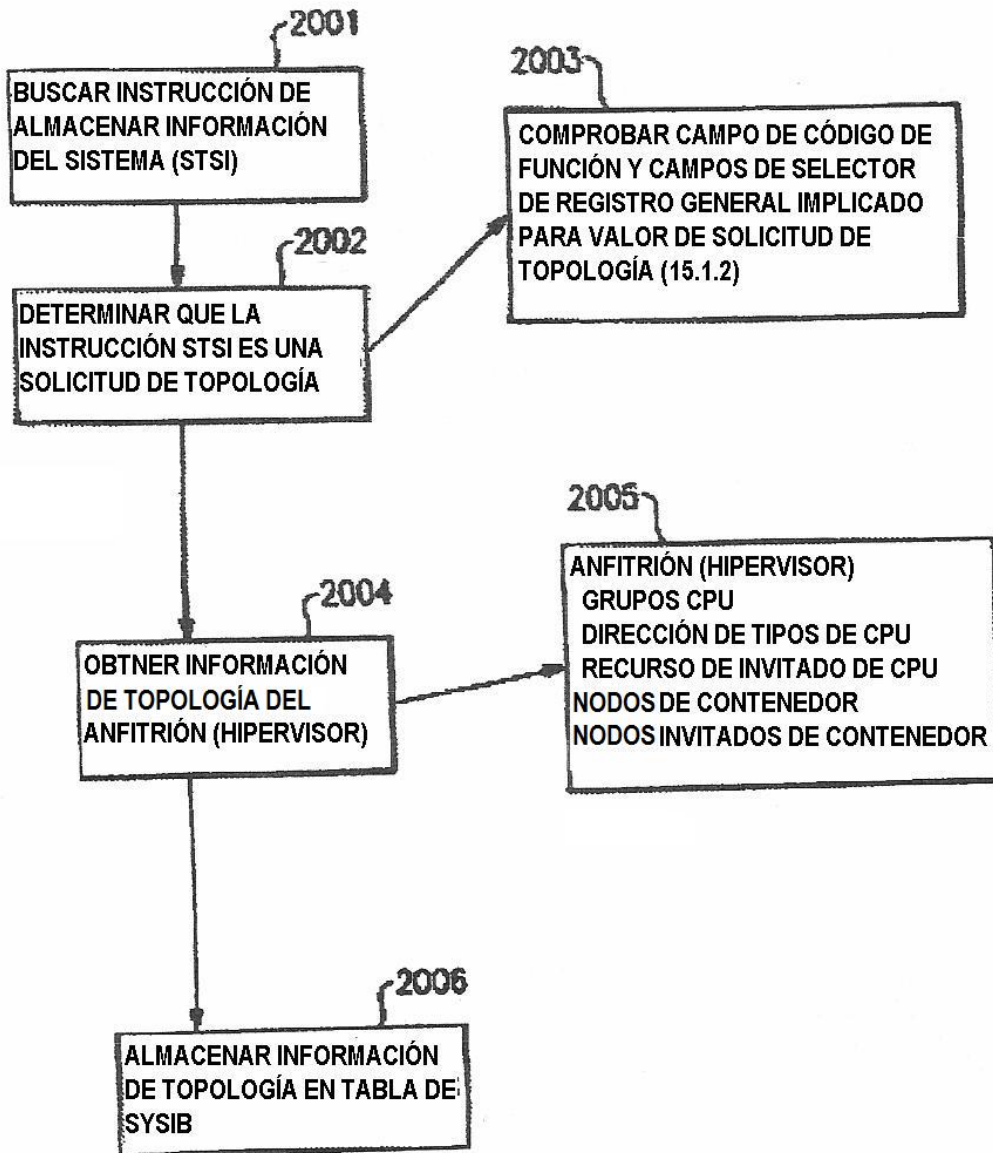 2001
BUSCAR INSTRUCCIÓN DE
ALMACENAR INFORMACIÓN
DEL SISTEMA (STSI)
2003
COMPROBAR CAMPO DE CÓDIGO DE
FUNCIÓN Y CAMPOS DE SELECTOR
DE REGISTRO GENERAL IMPLICADO
PARA VALOR DE SOLICITUD DE
TOPOLOGÍA (15.1.2)
2002
DETERMINAR QUE LA
INSTRUCCIÓN STSI ES UNA
SOLICITUD DE TOPOLOGÍA
2005
ANFITRIÓN (HIPERVISOR)
GRUPOS CPU
DIRECCIÓN DE TIPOS DE CPU
RECURSO DE INVITADO DE CPU
NODOS DE CONTENEDOR
NODOS INVITADOS DE CONTENEDOR
2004
OBTNER INFORMACIÓN
DE TOPOLOGÍA DEL
ANFITRIÓN (HIPERVISOR)
2006
ALMACENAR INFORMACIÓN
DE TOPOLOGÍA EN TABLA DE
SYSIB